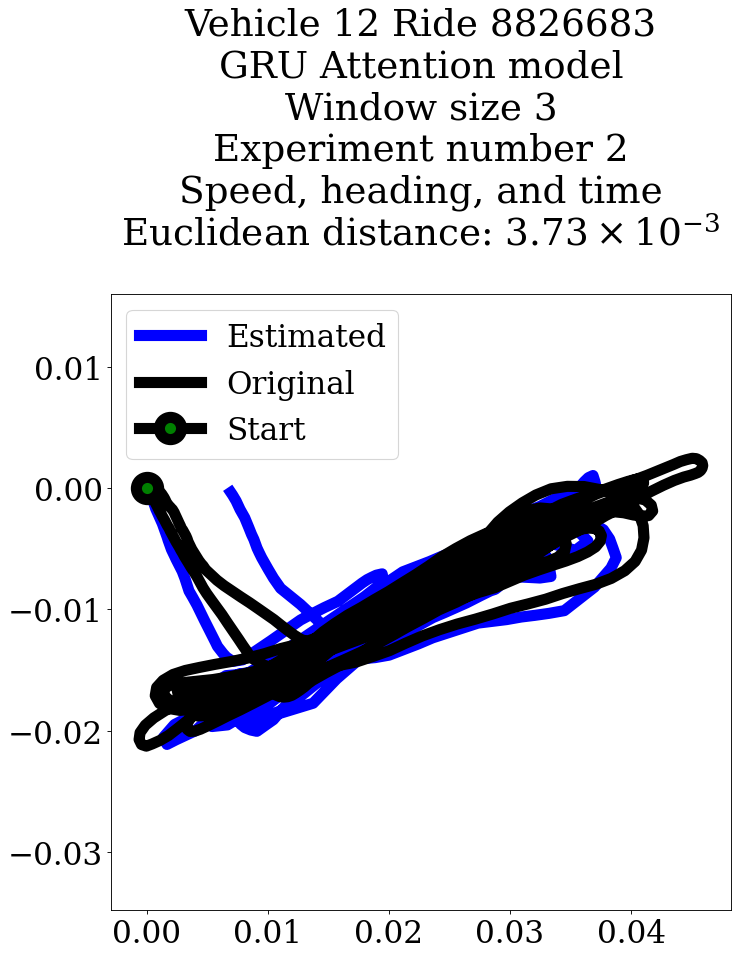 Vehicle 12 Ride 8826683
GRU Attention model
Window size 3
Experiment number 2
Speed, heading, and time
Euclidean distance: 3.73 × 10⁻³
Estimated
Original
Start
0.01
0.00
−0.01
−0.02
−0.03
0.00 0.01 0.02 0.03 0.04